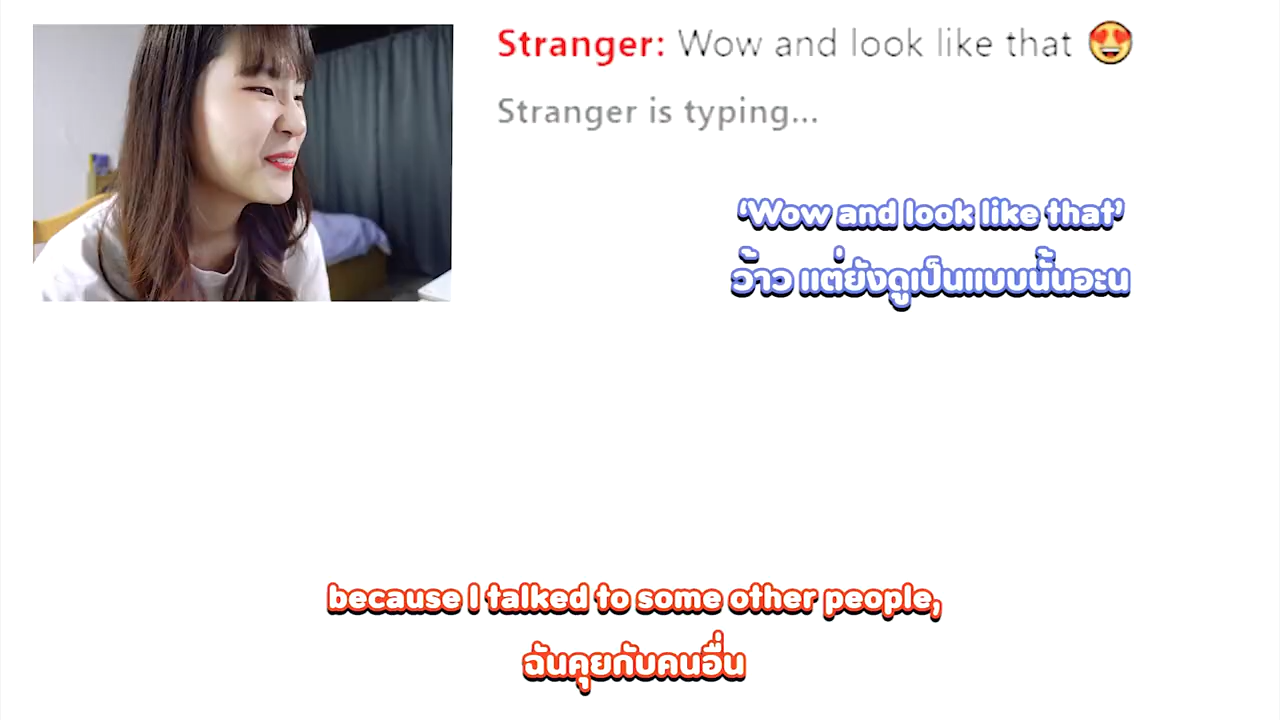 Stranger: Wow and look like that 😍
Stranger is typing...
‘Wow and look like that’
ว้าว แต่ยังดูเป็นแบบนั้นอะน
because I talked to some other people,
ฉันคุยกับคนอื่น